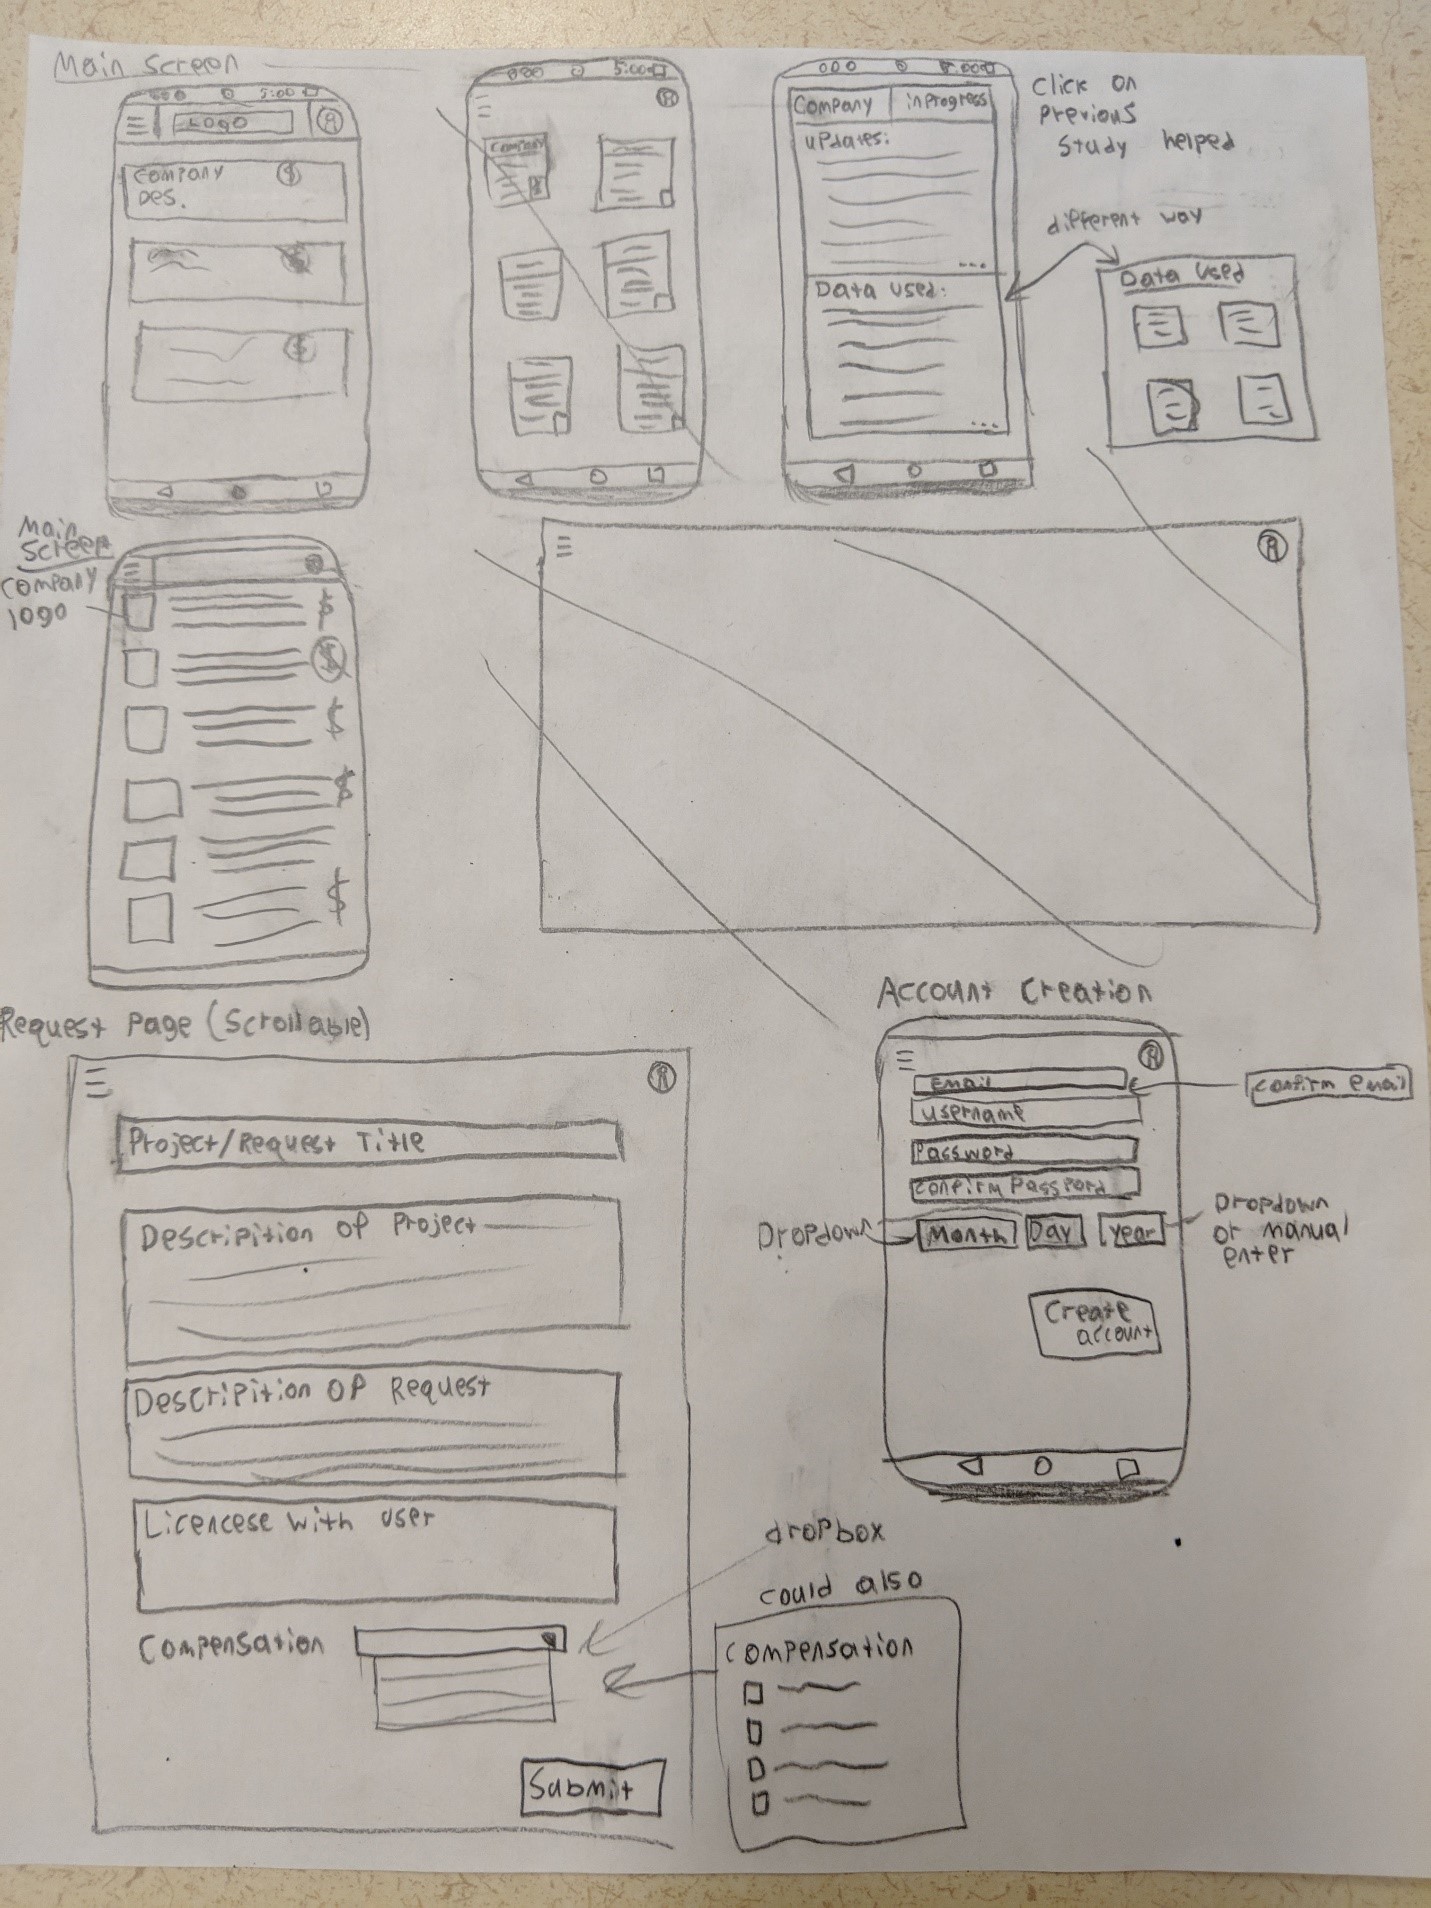 Main Screen
5:00
LOGO
Company
Des.
$
$
$
5:00
Company
Company
inprogress
updates:
...
Data used:
...
Click on
previous
study helped
different way
Data used
Main
Screen
company
logo
$
$
$
$
$
Request Page (Scrollable)
Project/Request Title
Descripition of Project
Descripition of Request
Licencese with user
Compensation
dropbox
Submit
could also
Compensation
Account Creation
Email
confirm email
username
Password
confirm Password
Dropdown
Month
Day
year
Dropdown
or manual
enter
Create
account